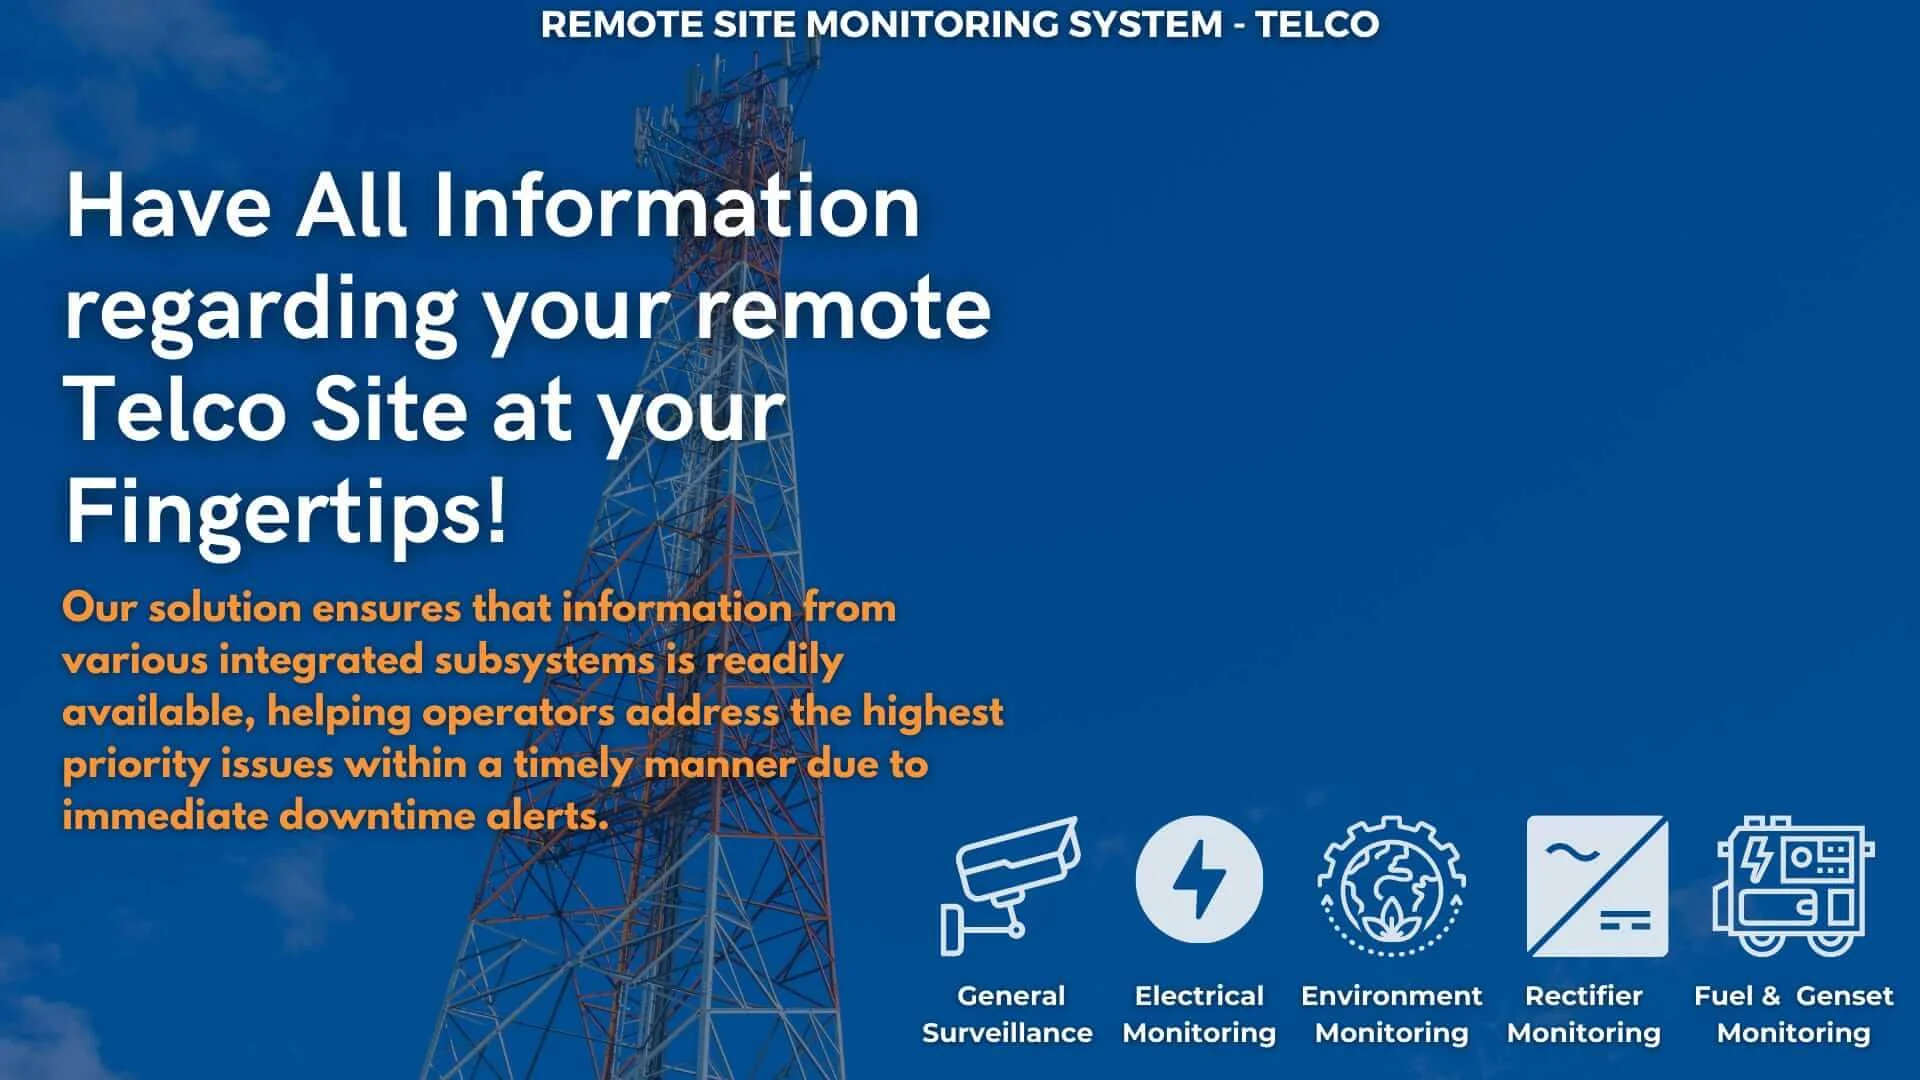 REMOTE SITE MONITORING SYSTEM - TELCO
Have All Information
regarding your remote
Telco Site at your
Fingertips!
Our solution ensures that information from
various integrated subsystems is readily
available, helping operators address the highest
priority issues within a timely manner due to
immediate downtime alerts.
General
Surveillance
Electrical
Monitoring
Environment
Monitoring
Rectifier
Monitoring
Fuel & Genset
Monitoring